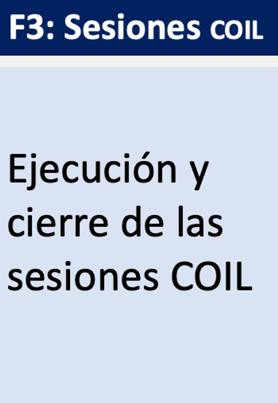 F3: Sesiones COIL
Ejecución y
cierre de las
sesiones COIL